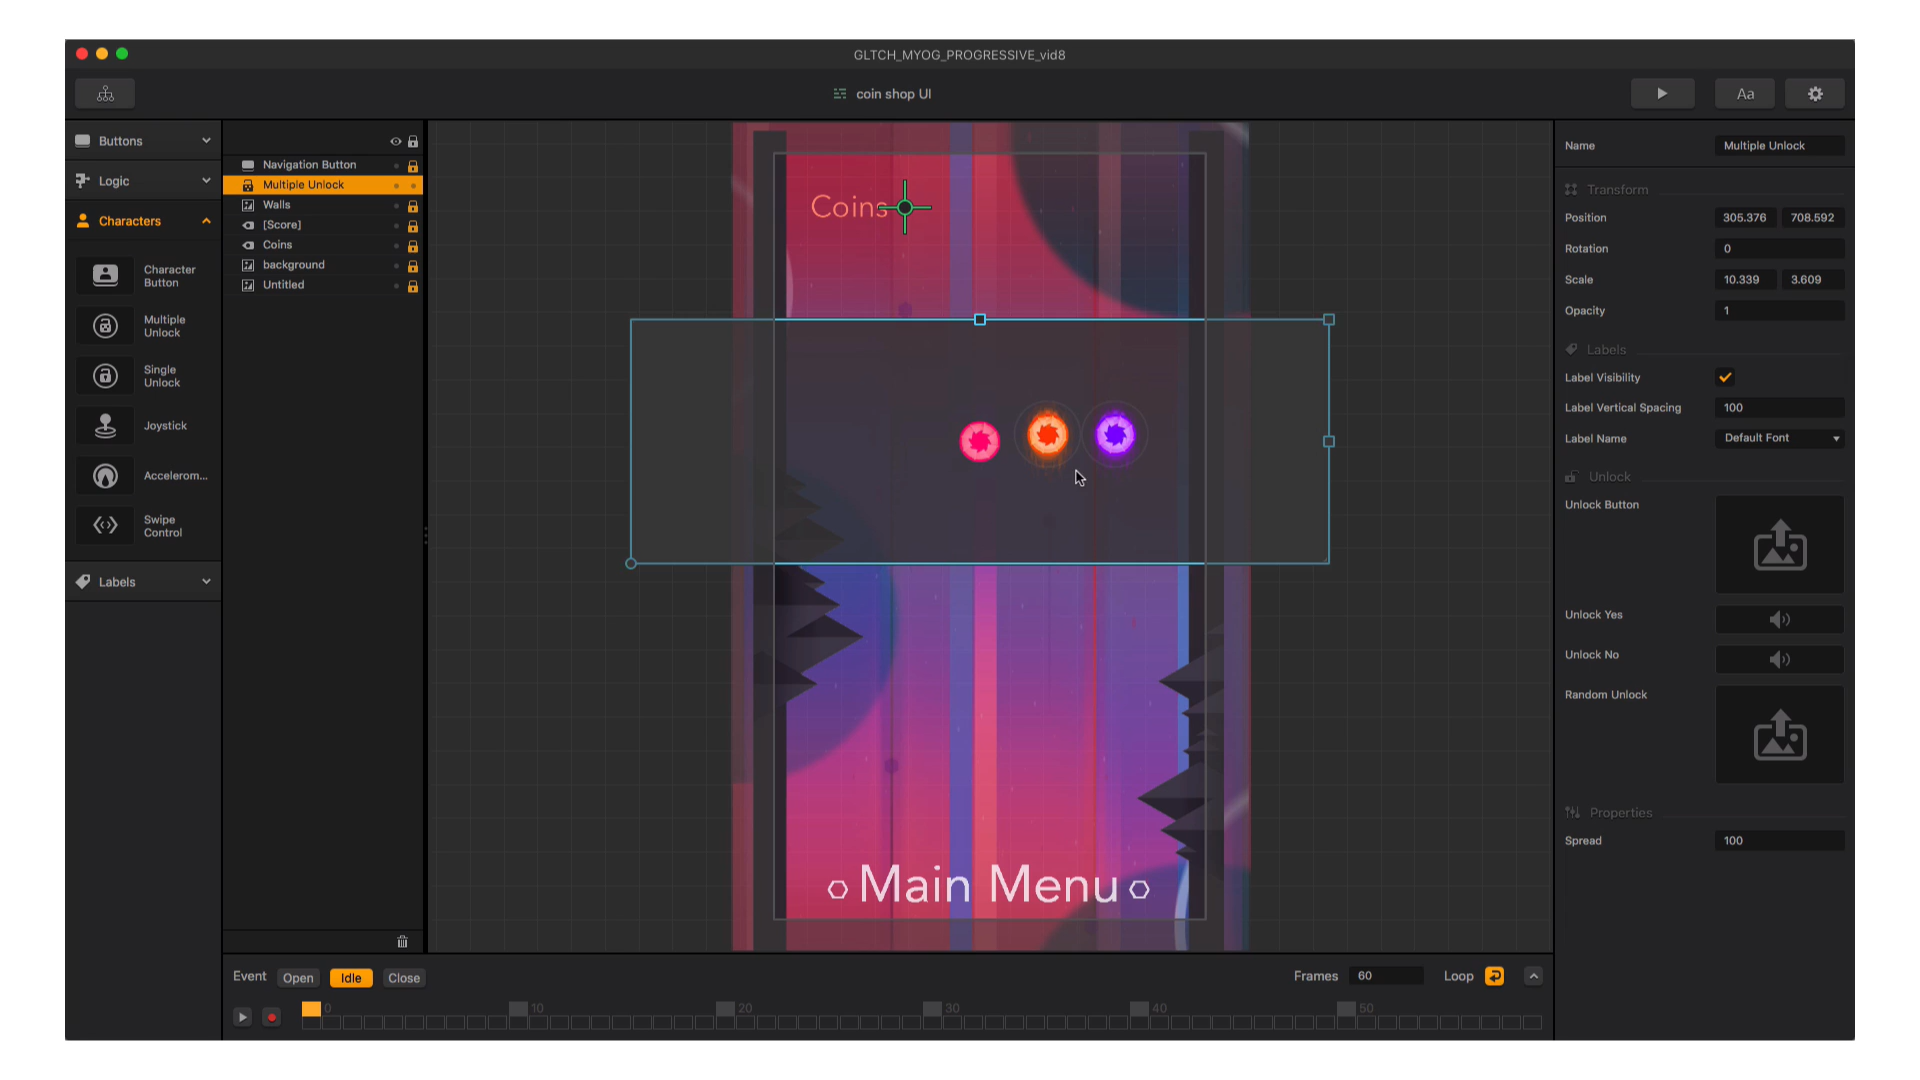 GLTCH_MYOG_PROGRESSIVE_vid8
coin shop UI
Aa
Buttons
Logic
Characters
Character
Button
Multiple
Unlock
Single
Unlock
Joystick
Accelerom...
Swipe
Control
Labels
Navigation Button
Multiple Unlock
Walls
[Score]
Coins
background
Untitled
Coins
Main Menu
Name
Multiple Unlock
Transform
Position
305.376
708.592
Rotation
0
Scale
10.339
3.609
Opacity
1
Labels
Label Visibility
Label Vertical Spacing
100
Label Name
Default Font
Unlock
Unlock Button
Unlock Yes
Unlock No
Random Unlock
Properties
Spread
100
Event
Open
Idle
Close
Frames
60
Loop
0
10
20
30
40
50